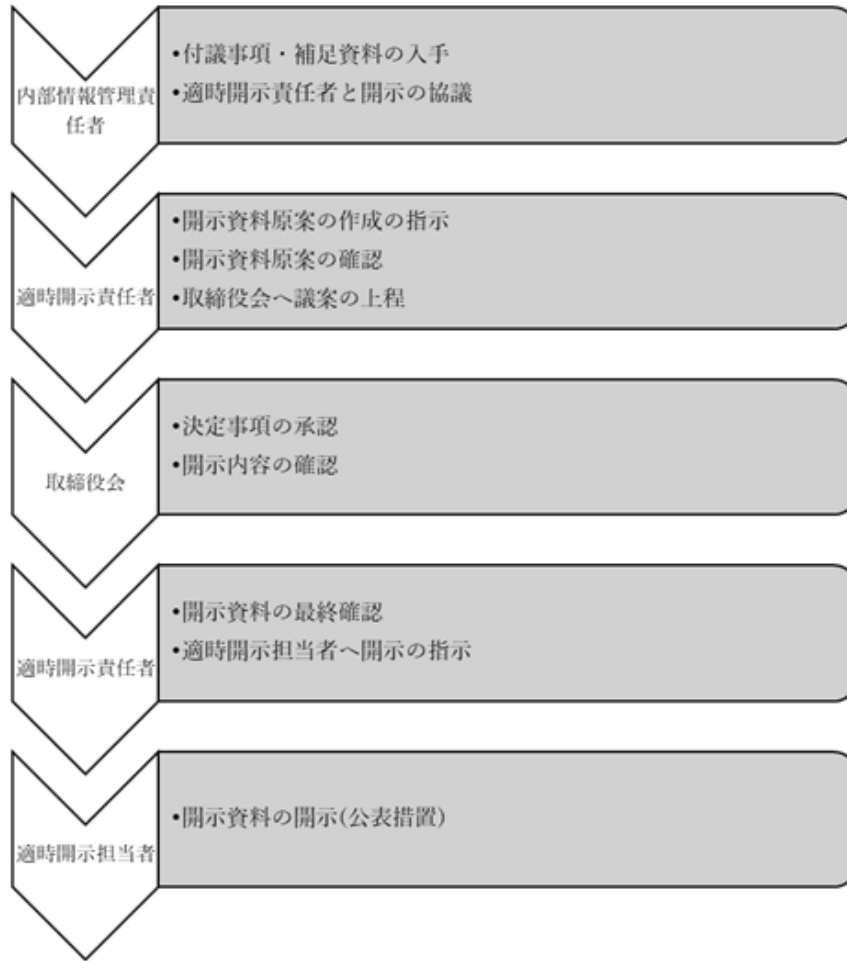 内部情報管理責
任者
•付議事項・補足資料の入手
•適時開示責任者と開示の協議
適時開示責任者
•開示資料原案の作成の指示
•開示資料原案の確認
•取締役会へ議案の上程
取締役会
•決定事項の承認
•開示内容の確認
適時開示責任者
•開示資料の最終確認
•適時開示担当者へ開示の指示
適時開示担当者
•開示資料の開示(公表措置)